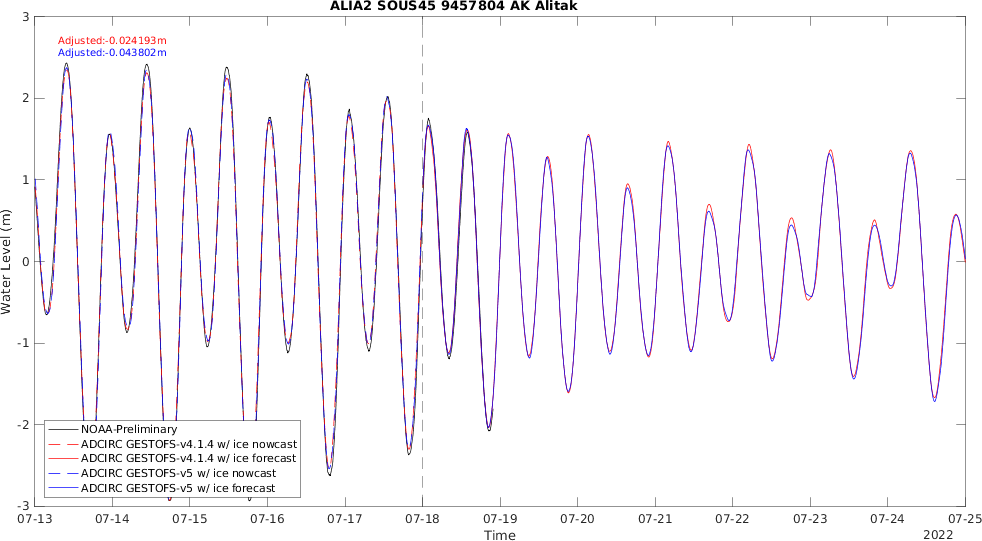 ALIA2 SOUS45 9457804 AK Alitak
Adjusted:-0.024193m
Adjusted:-0.043802m
3
2
1
0
-1
-2
-3
Water Level (m)
NOAA-Preliminary
ADCIRC GESTOFS-v4.1.4 w/ ice nowcast
ADCIRC GESTOFS-v4.1.4 w/ ice forecast
ADCIRC GESTOFS-v5 w/ ice nowcast
ADCIRC GESTOFS-v5 w/ ice forecast
07-13 07-14 07-15 07-16 07-17 07-18 07-19 07-20 07-21 07-22 07-23 07-24 07-25
Time
2022